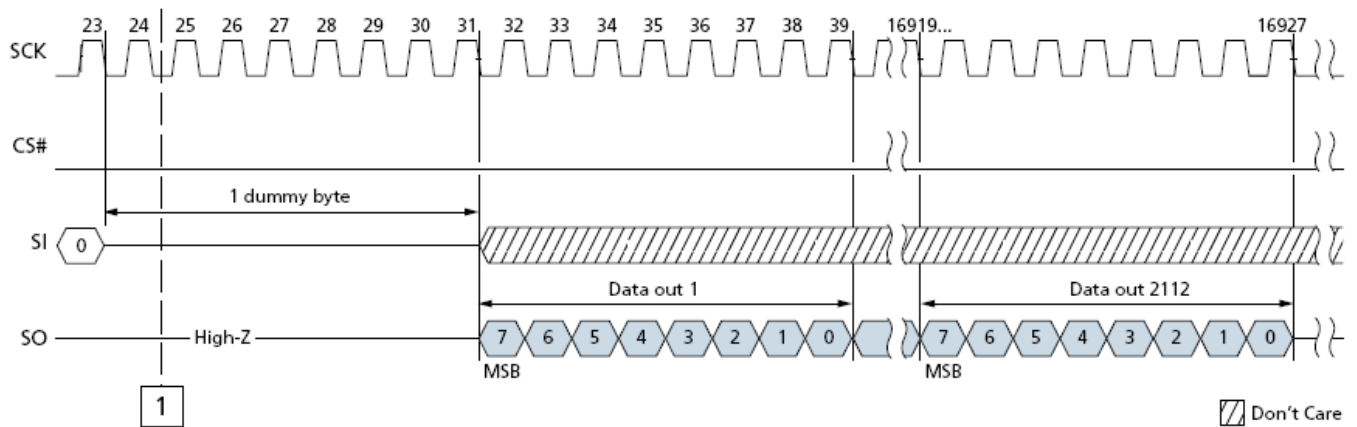 23 24 25 26 27 28 29 30 31 32 33 34 35 36 37 38 39 16919... 16927
SCK
CS#
1 dummy byte
SI 0
Data out 1 Data out 2112
SO High-Z 7 6 5 4 3 2 1 0 7 6 5 4 3 2 1 0
MSB MSB
1
Don't Care